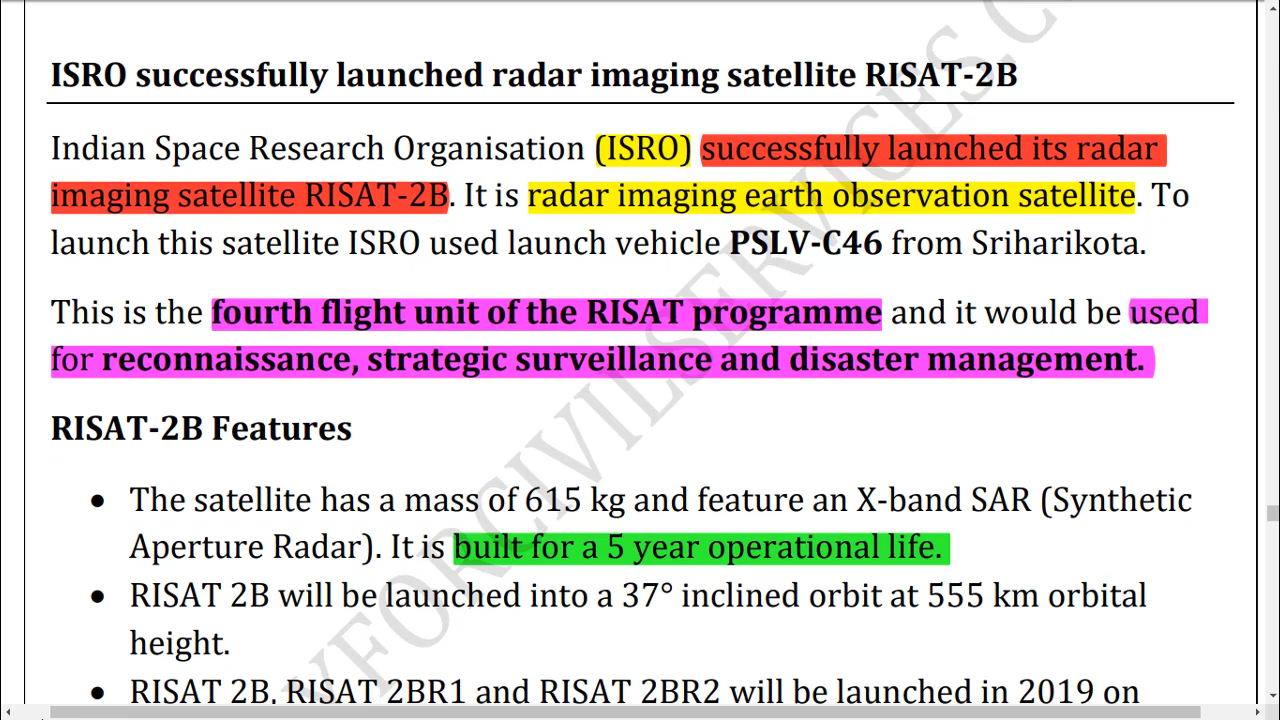 ISRO successfully launched radar imaging satellite RISAT-2B
Indian Space Research Organisation (ISRO) successfully launched its radar
imaging satellite RISAT-2B. It is radar imaging earth observation satellite. To
launch this satellite ISRO used launch vehicle PSLV-C46 from Sriharikota.
This is the fourth flight unit of the RISAT programme and it would be used
for reconnaissance, strategic surveillance and disaster management.
RISAT-2B Features
• The satellite has a mass of 615 kg and feature an X-band SAR (Synthetic
Aperture Radar). It is built for a 5 year operational life.
• RISAT 2B will be launched into a 37° inclined orbit at 555 km orbital
height.
• RISAT 2B, RISAT 2BR1 and RISAT 2BR2 will be launched in 2019 on
YFORCIVILSERVICES.C